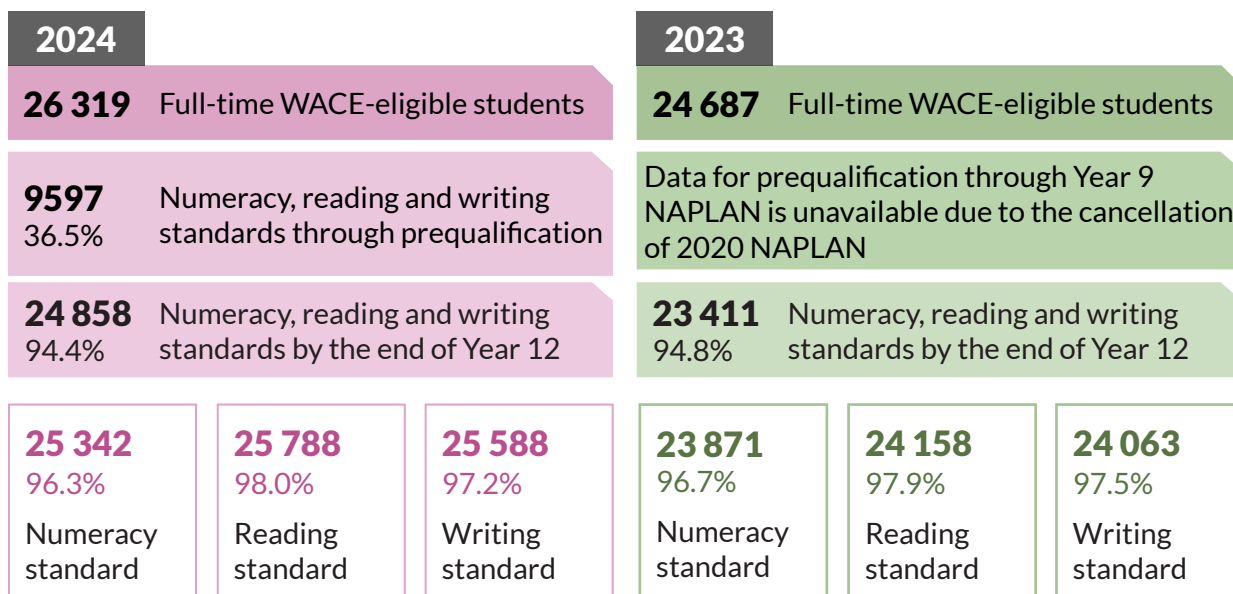 2024
26 319 Full-time WACE-eligible students
9597
36.5%
Numeracy, reading and writing
standards through prequalification
24 858
94.4%
Numeracy, reading and writing
standards by the end of Year 12
25 342
96.3%
Numeracy
standard
25 788
98.0%
Reading
standard
25 588
97.2%
Writing
standard
2023
24 687 Full-time WACE-eligible students
Data for prequalification through Year 9
NAPLAN is unavailable due to the cancellation
of 2020 NAPLAN
23 411
94.8%
Numeracy, reading and writing
standards by the end of Year 12
23 871
96.7%
Numeracy
standard
24 158
97.9%
Reading
standard
24 063
97.5%
Writing
standard